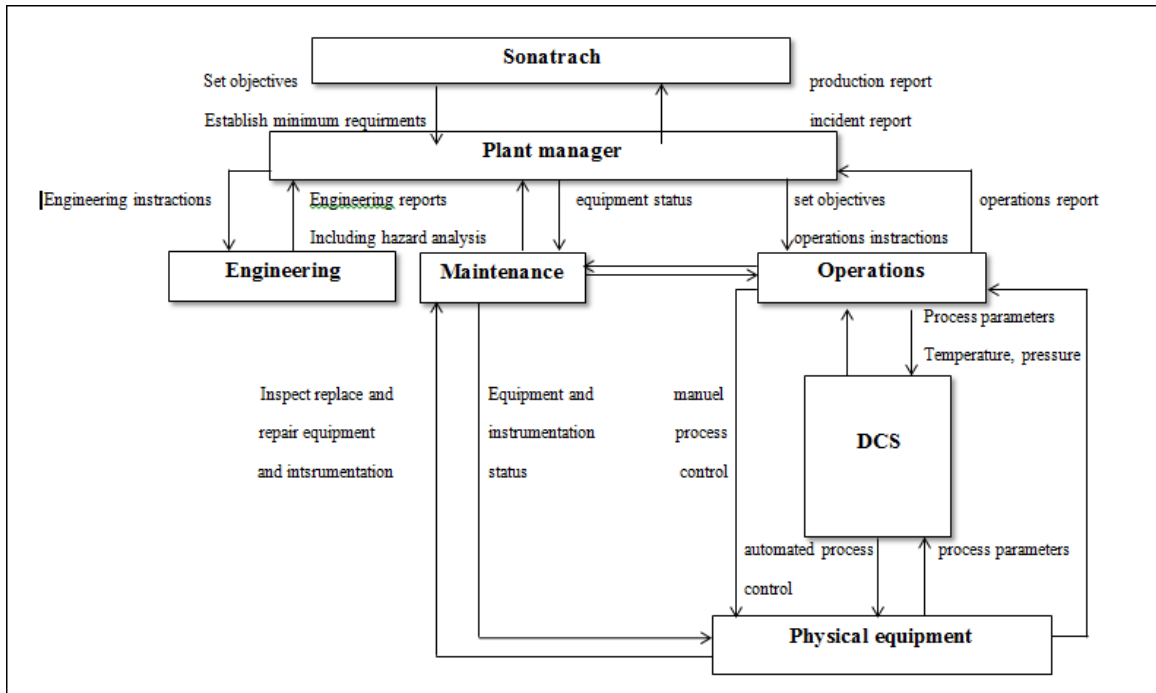 Sonatrach
Set objectives
production report
Establish minimum requirments
incident report
Plant manager
Engineering instructions
Engineering reports
equipment status
set objectives
operations report
Including hazard analysis
operations instractions
Engineering
Maintenance
Operations
Process parameters
Temperature, pressure
Inspect replace and
repair equipment
and intsrumentation
Equipment and
instrumentation
status
manuel
process
control
DCS
automated process
control
process parameters
Physical equipment